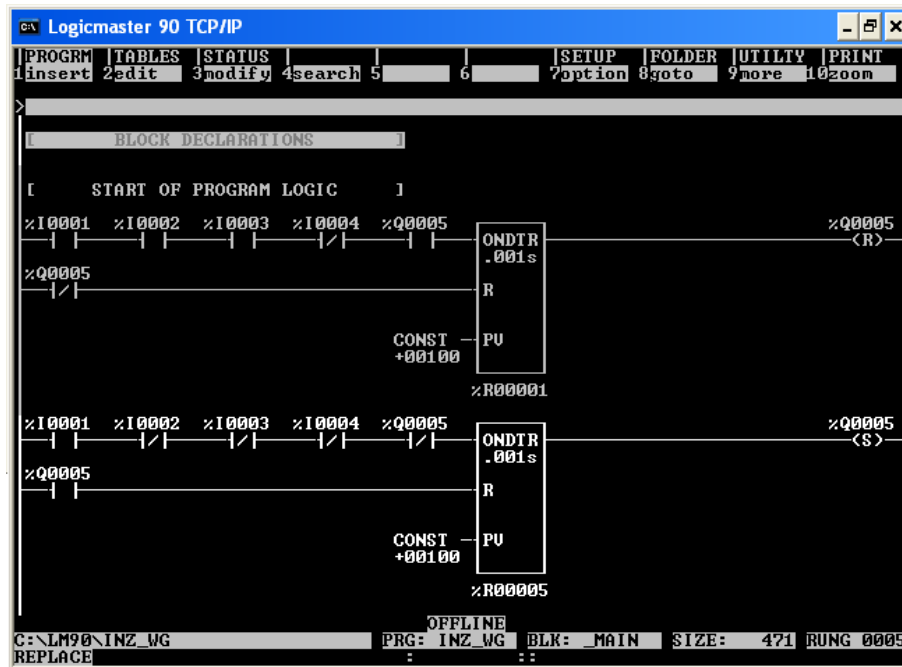 Logicmaster 90 TCP/IP
|PROGRM |TABLES |STATUS | | | |SETUP |FOLDER |UTILTY |PRINT
1insert 2edit 3modify 4search 5 6 7option 8goto 9more 10zoom
>
[ BLOCK DECLARATIONS ]
[ START OF PROGRAM LOGIC ]
%I0001 %I0002 %I0003 %I0004 %Q0005 %Q0005
ONDTR (R)
.001s
%Q0005
R
CONST PV
+00100
%R00001
%I0001 %I0002 %I0003 %I0004 %Q0005 %Q0005
ONDTR (S)
.001s
%Q0005
R
CONST PV
+00100
%R00005
OFFLINE
C:\LM90\INZ_WG PRG: INZ_WG BLK: _MAIN SIZE: 471 RUNG 0005
REPLACE : ::